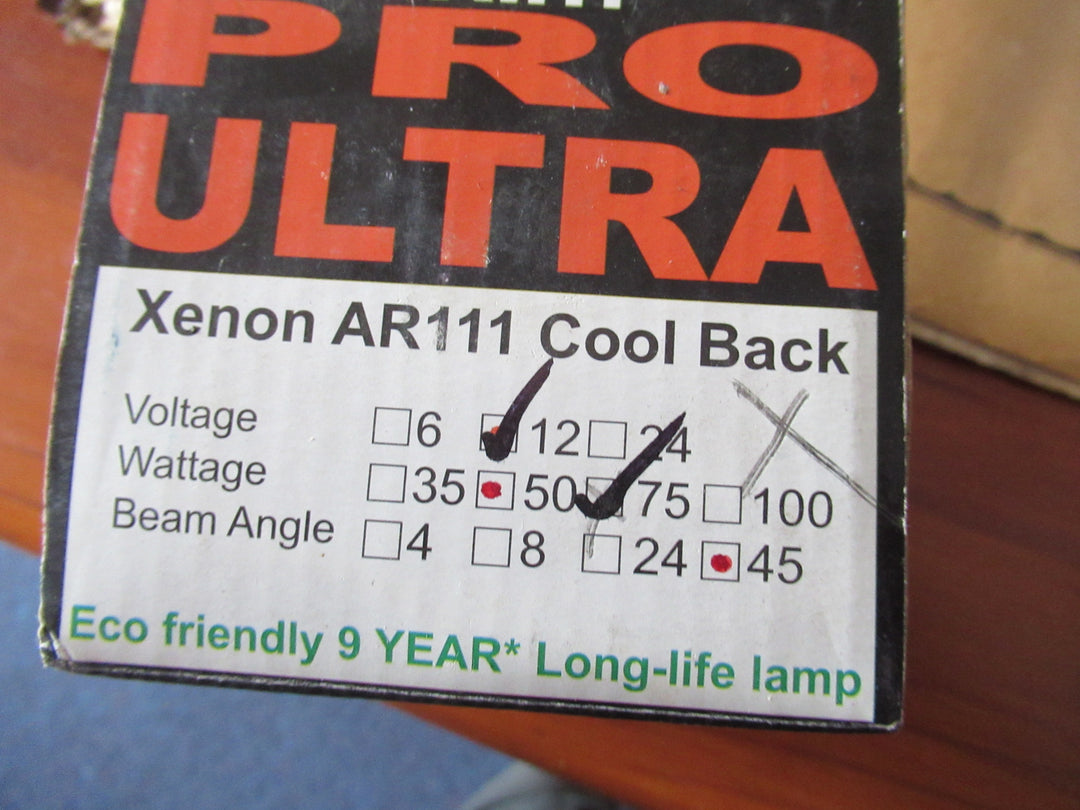 PRO
ULTRA
Xenon AR111 Cool Back
Voltage 6 12 24
Wattage 35 50 75 100
Beam Angle 4 8 24 45
Eco friendly 9 YEAR* Long-life lamp